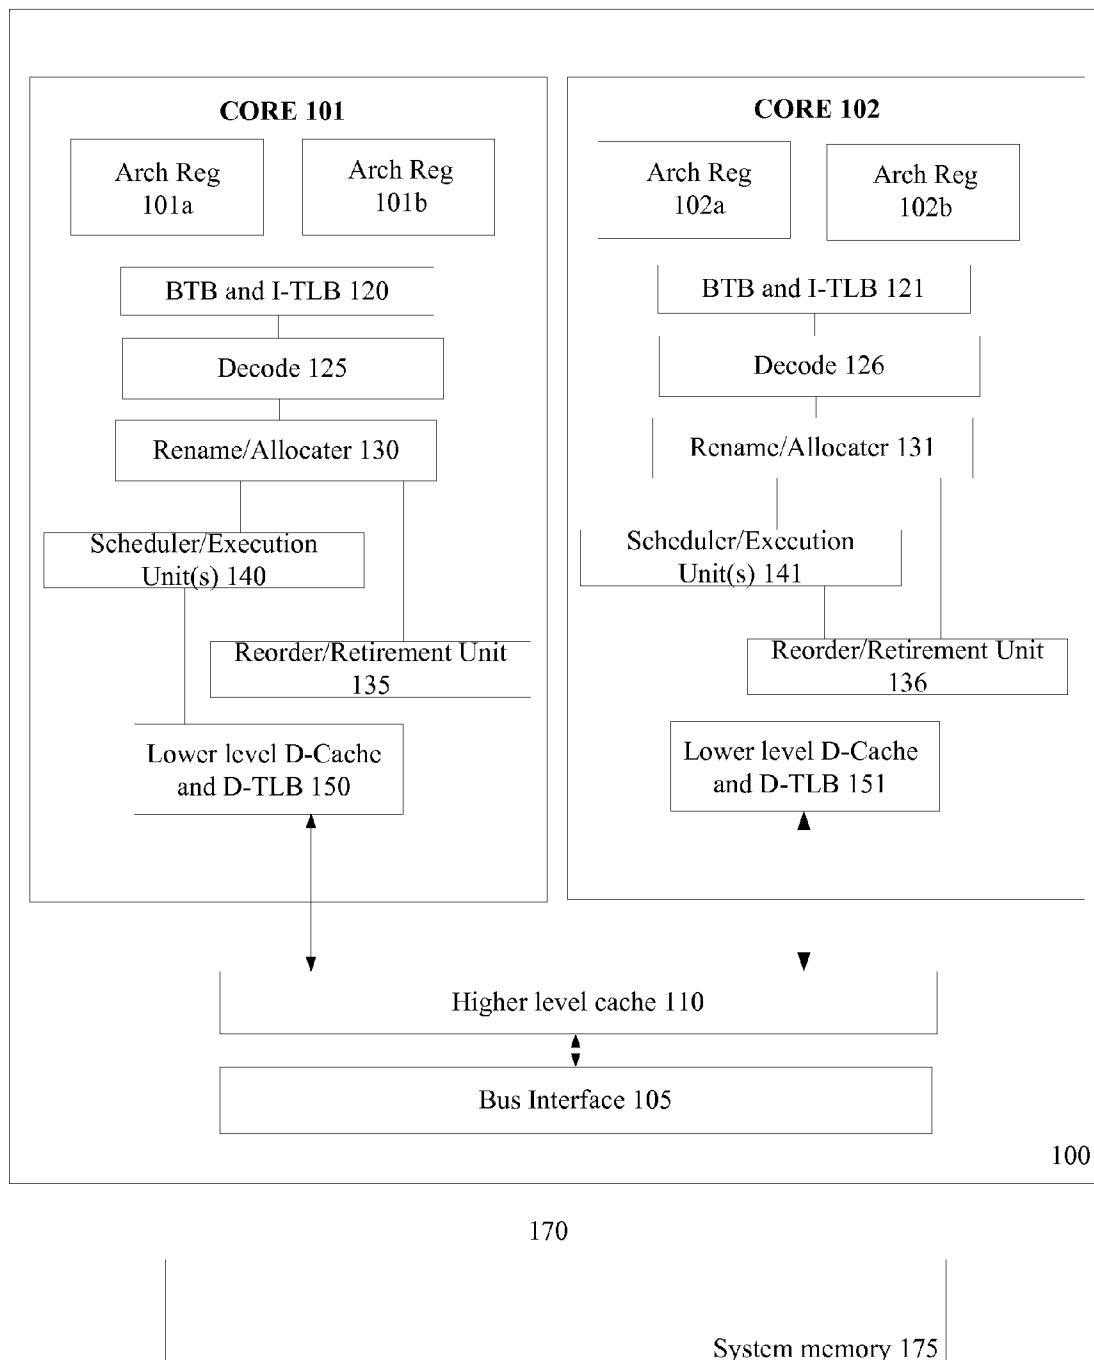 CORE 101
CORE 102
Arch Reg
101a
Arch Reg
101b
Arch Reg
102a
Arch Reg
102b
BTB and I-TLB 120
BTB and I-TLB 121
Decode 125
Decode 126
Rename/Allocater 130
Rename/Allocater 131
Scheduler/Execution
Unit(s) 140
Scheduler/Execution
Unit(s) 141
Reorder/Retirement Unit
135
Reorder/Retirement Unit
136
Lower level D-Cache
and D-TLB 150
Lower level D-Cache
and D-TLB 151
Higher level cache 110
Bus Interface 105
100
170
System memory 175